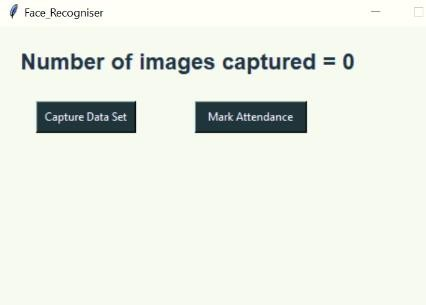 Face_Recogniser
Number of images captured = 0
Capture Data Set
Mark Attendance